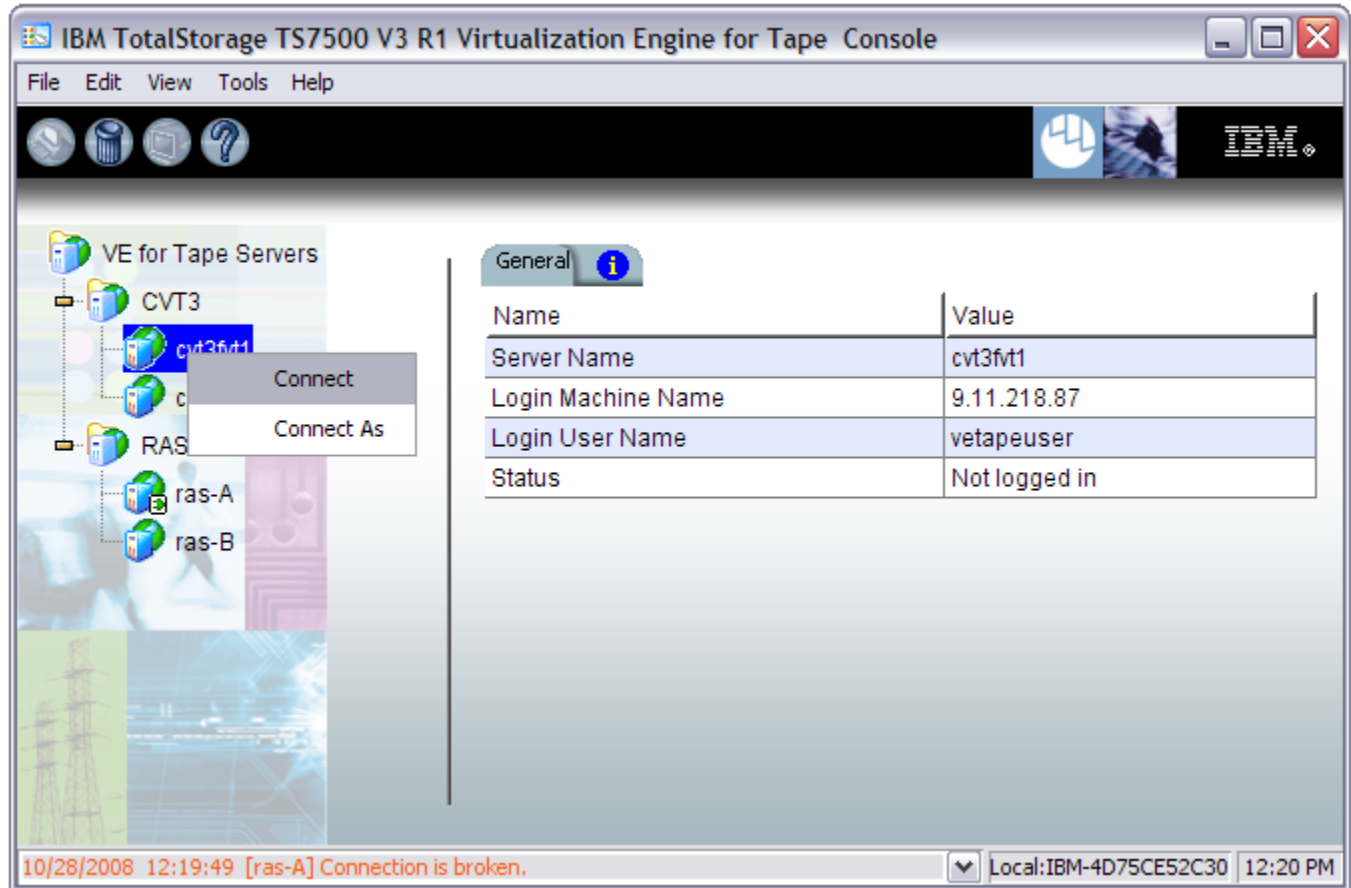 IBM TotalStorage TS7500 V3 R1 Virtualization Engine for Tape Console
File Edit View Tools Help
IBM
VE for Tape Servers
CVT3
cvt3fvt1
c
RAS
ras-A
ras-B
Connect
Connect As
General
Name Value
Server Name cvt3fvt1
Login Machine Name 9.11.218.87
Login User Name vetapeuser
Status Not logged in
10/28/2008 12:19:49 [ras-A] Connection is broken.
Local:IBM-4D75CE52C30 12:20 PM